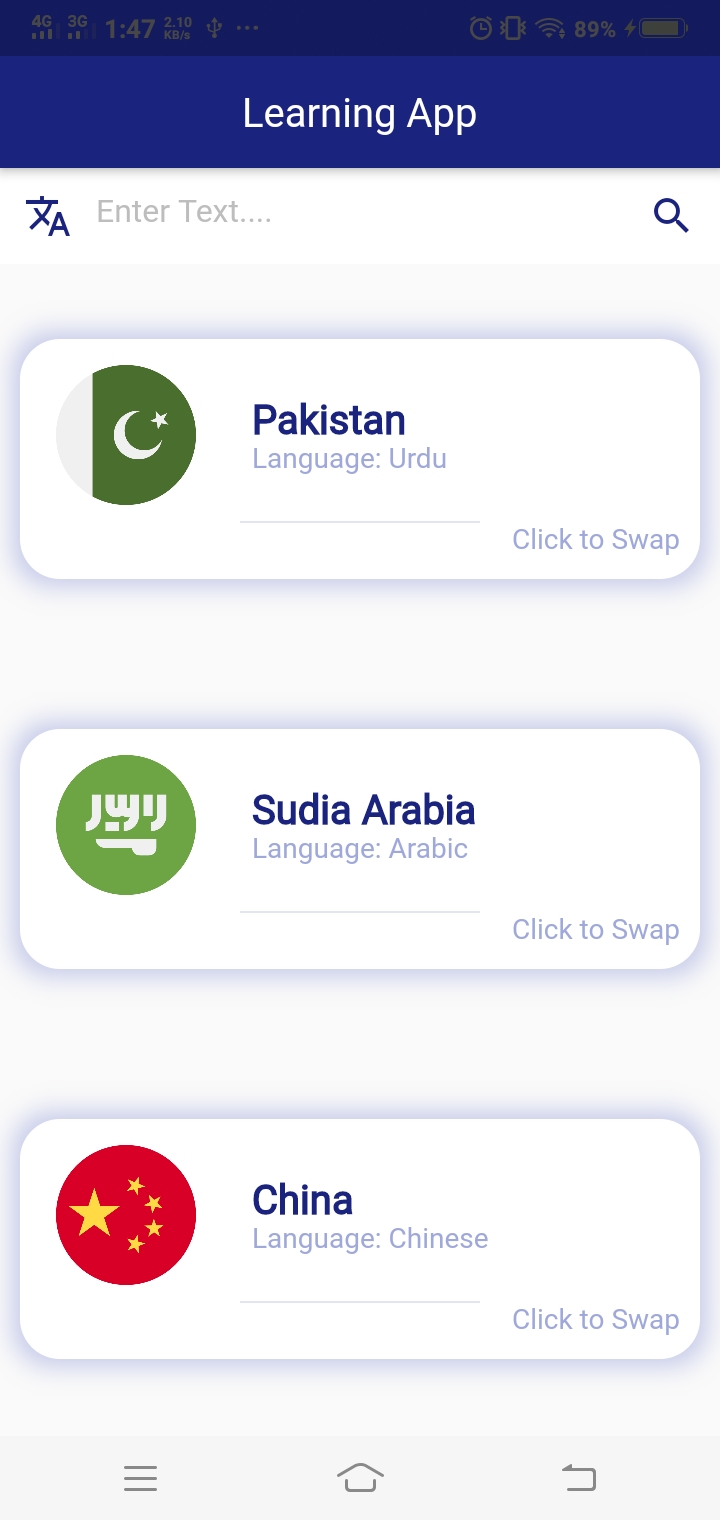 4G 3G 1:47 2.10 KB/s 89%
Learning App
Enter Text....
Pakistan
Language: Urdu
Click to Swap
Sudia Arabia
Language: Arabic
Click to Swap
China
Language: Chinese
Click to Swap